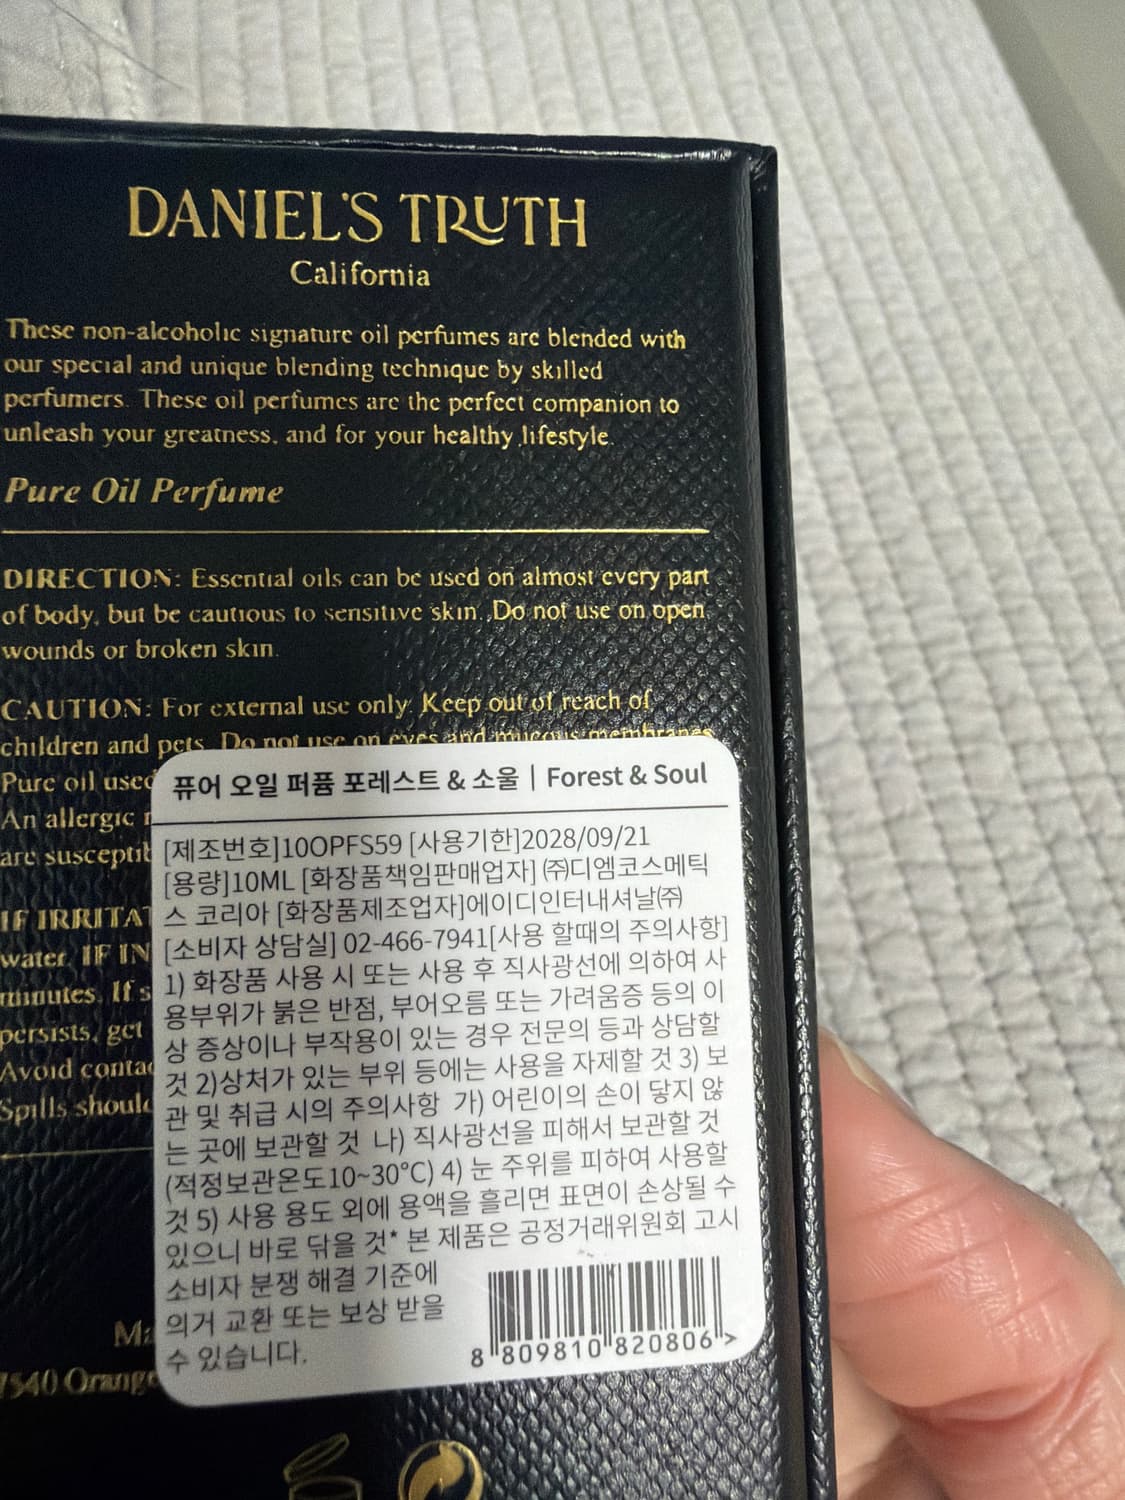 DANIEL'S TRUTH
California
These non-alcoholic signature oil perfumes are blended with
our special and unique blending technique by skilled
perfumers. These oil perfumes are the perfect companion to
unleash your greatness, and for your healthy lifestyle.
Pure Oil Perfume
DIRECTION: Essential oils can be used on almost every part
of body, but be cautious to sensitive skin. Do not use on open
wounds or broken skin.
CAUTION: For external use only. Keep out of reach of
children and pets. Do not use on eyes and mucous membranes
Pure oil used
An allergic
are
IF
water. IF IN
minutes. If s
persists, get
Avoid
Spills
퓨어 오일 퍼퓸 포레스트 & 소울 | Forest & Soul
[제조번호]10OPFS59 [사용기한]2028/09/21
[용량]10ML [화장품책임판매업자] ㈜디엠코스메틱
스 코리아 [화장품제조업자]에이디인터내셔날㈜
[소비자 상담실] 02-466-7941[사용 할때의 주의사항]
1) 화장품 사용 시 또는 사용 후 직사광선에 의하여 사
용부위가 붉은 반점, 부어오름 또는 가려움증 등의 이
상 증상이나 부작용이 있는 경우 전문의 등과 상담할
것 2)상처가 있는 부위 등에는 사용을 자제할 것 3) 보
관 및 취급 시의 주의사항 가) 어린이의 손이 닿지 않
는 곳에 보관할 것 나) 직사광선을 피해서 보관할 것
(적정보관온도10~30°C) 4) 눈 주위를 피하여 사용할
것 5) 사용 용도 외에 용액을 흘리면 표면이 손상될 수
있으니 바로 닦을 것* 본 제품은 공정거래위원회 고시
소비자 분쟁 해결 기준에
의거 교환 또는 보상 받을
수 있습니다.
8 809810 820806 >
Ma
7540 Orange